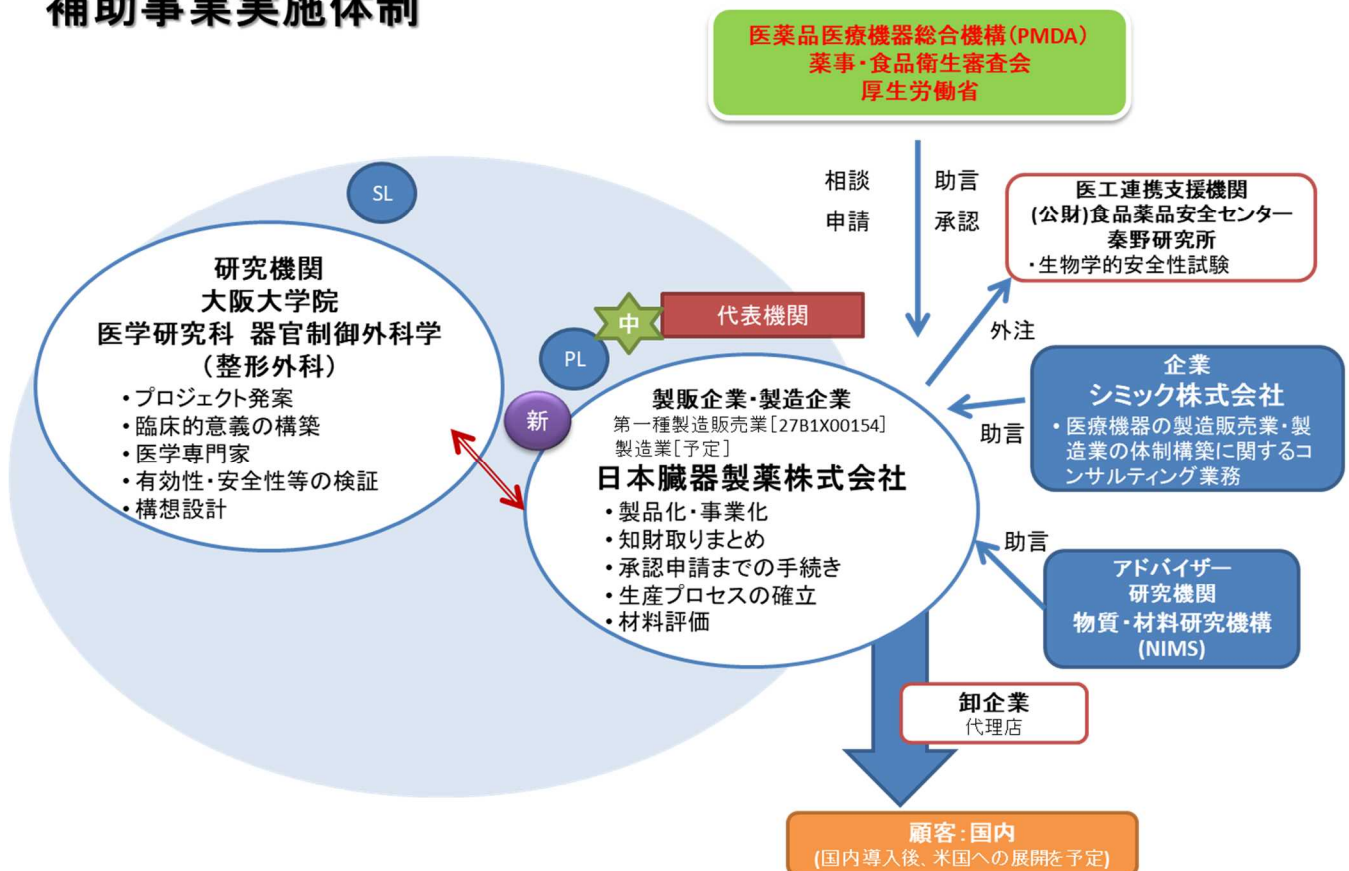 補助事業実施体制
医薬品医療機器総合機構(PMDA)
薬事・食品衛生審査会
厚生労働省
相談
申請
助言
承認
医工連携支援機関
(公財)食品薬品安全センター
秦野研究所
・生物学的安全性試験
外注
SL
研究機関
大阪大学院
医学研究科 器官制御外科学
(整形外科)
・プロジェクト発案
・臨床的意義の構築
・医学専門家
・有効性・安全性等の検証
・構想設計
中
代表機関
PL
新
製販企業・製造企業
第一種製造販売業[27B1X00154]
製造業[予定]
日本臓器製薬株式会社
・製品化・事業化
・知財取りまとめ
・承認申請までの手続き
・生産プロセスの確立
・材料評価
助言
企業
シミック株式会社
・医療機器の製造販売業・製
造業の体制構築に関するコ
ンサルティング業務
助言
アドバイザー
研究機関
物質・材料研究機構
(NIMS)
卸企業
代理店
顧客:国内
(国内導入後、米国への展開を予定)